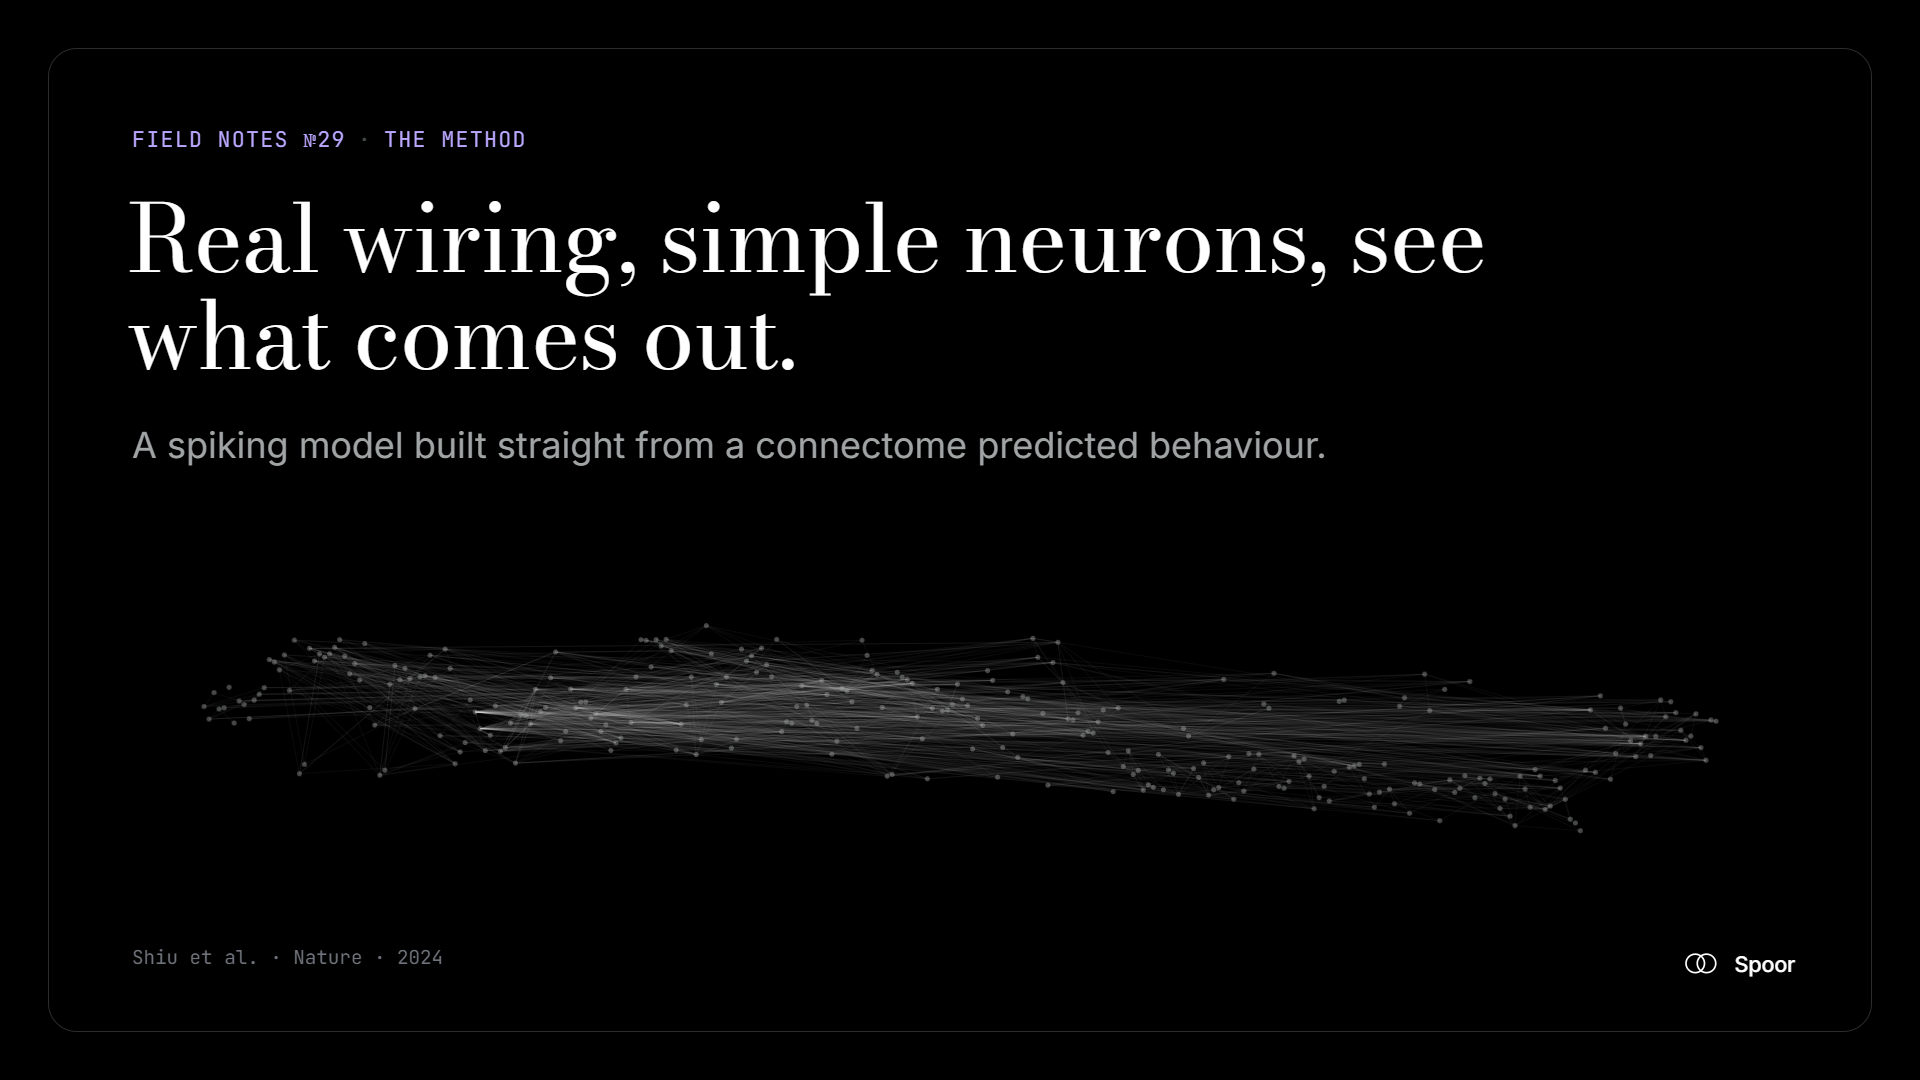 FIELD NOTES №29 · THE METHOD
Real wiring, simple neurons, see
what comes out.
A spiking model built straight from a connectome predicted behaviour.
Shiu et al. · Nature · 2024
Spoor